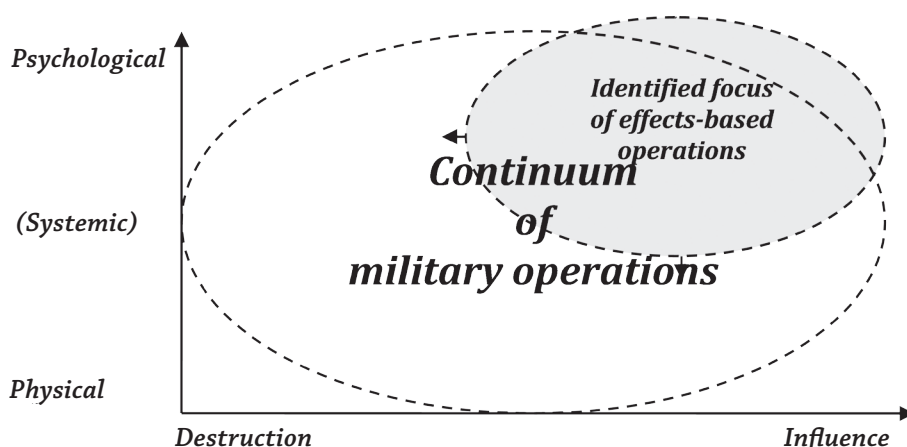 Psychological
Identified focus
of effects-based
operations
Continuum
of
military operations
(Systemic)
Physical
Destruction
Influence